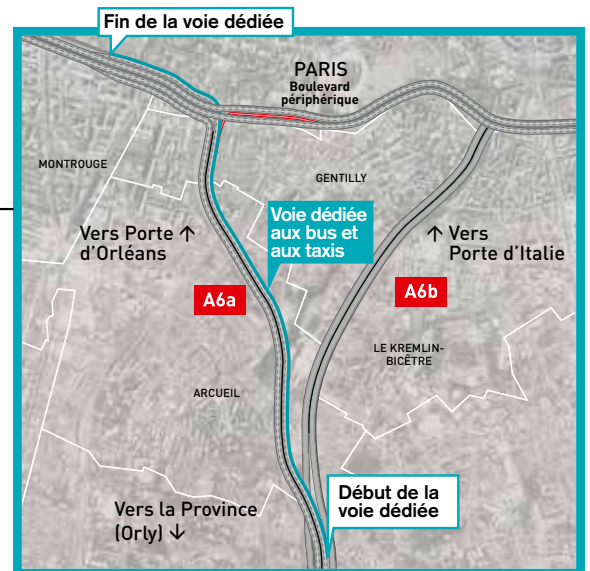 Fin de la voie dédiée
PARIS
Boulevard
périphérique
MONTROUGE
GENTILLY
Voie dédiée
aux bus et
aux taxis
Vers Porte ↑
d'Orléans
↑ Vers
Porte d'Italie
A6a
A6b
LE KREMLIN-
BICÊTRE
ARCUEIL
Début de la
voie dédiée
Vers la Province
(Orly) ↓